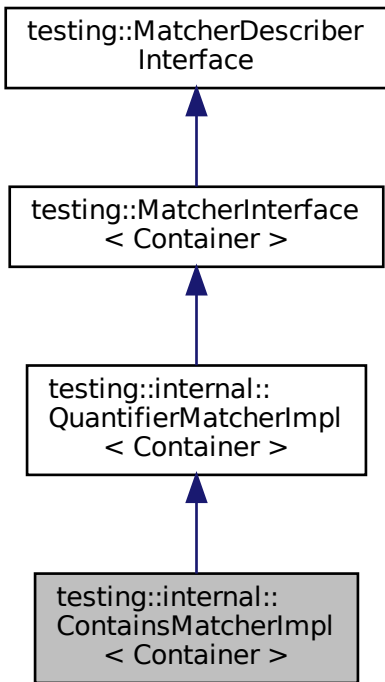 testing::MatcherDescriber
Interface
testing::MatcherInterface
< Container >
testing::internal::
QuantifierMatcherImpl
< Container >
testing::internal::
ContainsMatcherImpl
< Container >